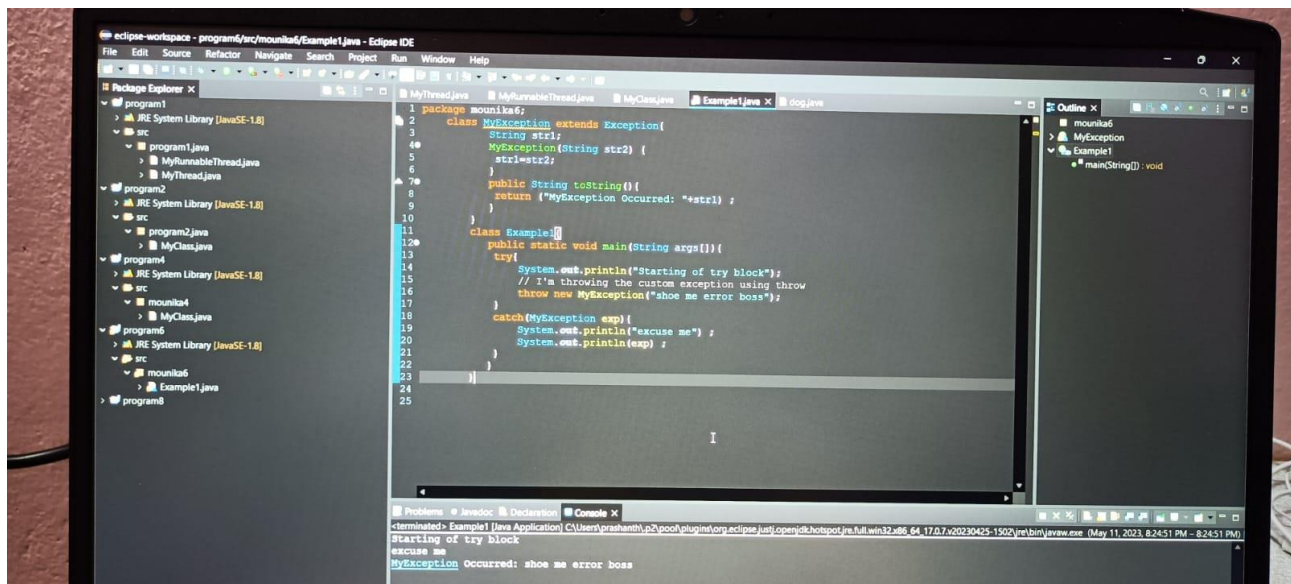 eclipse-workspace - program6/src/mounika6/Example1.java - Eclipse IDE
File Edit Source Refactor Navigate Search Project Run Window Help
Package Explorer
program1
JRE System Library [JavaSE-1.8]
src
program1.java
MyRunnableThread.java
MyThread.java
program2
JRE System Library [JavaSE-1.8]
src
program2.java
MyClass.java
program4
JRE System Library [JavaSE-1.8]
src
mounika4
MyClass.java
program6
JRE System Library [JavaSE-1.8]
src
mounika6
Example1.java
program8
MyThread.java MyRunnableThread.java MyClass.java Example1.java dog.java
1 package mounika6;
2 class MyException extends Exception{
3 String str1;
4 MyException(String str2) {
5 str1=str2;
6 }
7 public String toString(){
8 return ("MyException Occurred: "+str1) ;
9 }
10 }
11 class Example1{
12 public static void main(String args[]){
13 try{
14 System.out.println("Starting of try block");
15 // I'm throwing the custom exception using throw
16 throw new MyException("shoe me error boss");
17 }
18 catch(MyException exp){
19 System.out.println("excuse me") ;
20 System.out.println(exp) ;
21 }
22 }
23 }
24
25
Outline
mounika6
MyException
Example1
main(String[]) : void
Problems Javadoc Declaration Console
<terminated> Example1 [Java Application] C:\Users\prashanth\.p2\pool\plugins\org.eclipse.justj.openjdk.hotspot.jre.full.win32.x86_64_17.0.7.v20230425-1502\jre\bin\javaw.exe (May 11, 2023, 8:24:51 PM – 8:24:51 PM)
Starting of try block
excuse me
MyException Occurred: shoe me error boss